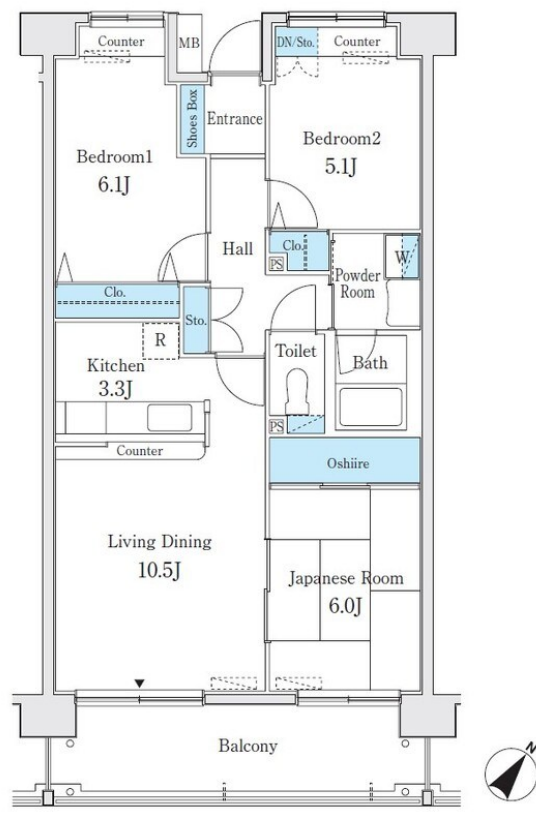 Counter
MB
DN/Sto.
Counter
Shoes Box
Entrance
Bedroom1
6.1J
Bedroom2
5.1J
Hall
Clo.
PS
W
Powder
Room
Clo.
Sto.
R
Kitchen
3.3J
Toilet
Bath
PS
Counter
Oshiire
Living Dining
10.5J
Japanese Room
6.0J
Balcony
N